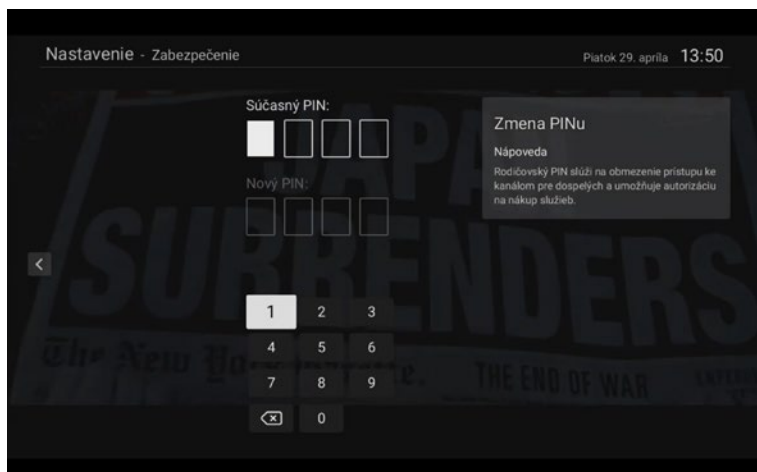 Nastavenie - Zabezpečenie
Piatok 29. apríla 13:50
Súčasný PIN:
Nový PIN:
Zmena PINu
Nápoveda
Rodičovský PIN slúži na obmezenie prístupu ke
kanálom pre dospelých a umožňuje autorizáciu
na nákup služieb.
1 2 3
4 5 6
7 8 9
0
JAPAN
SURRENDERS
The New
THE END OF WAR